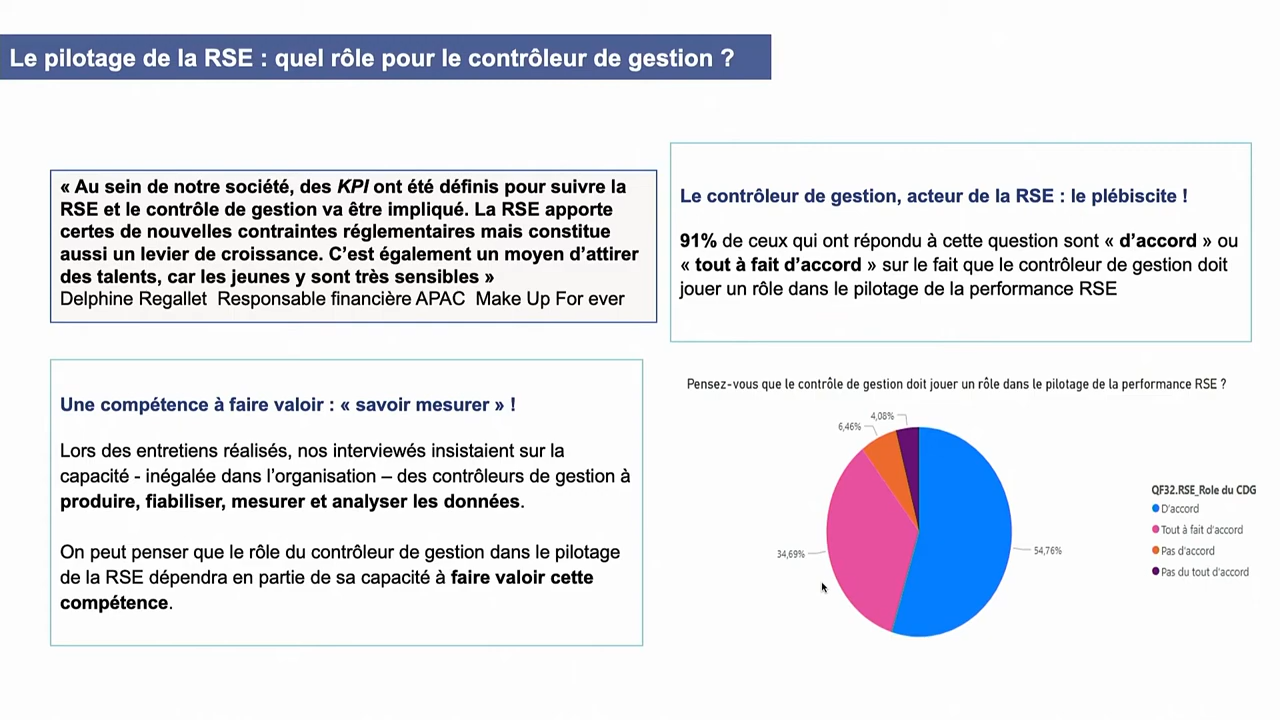 Le pilotage de la RSE : quel rôle pour le contrôleur de gestion ?
« Au sein de notre société, des KPI ont été définis pour suivre la
RSE et le contrôle de gestion va être impliqué. La RSE apporte
certes de nouvelles contraintes réglementaires mais constitue
aussi un levier de croissance. C’est également un moyen d’attirer
des talents, car les jeunes y sont très sensibles »
Delphine Regallet Responsable financière APAC Make Up For ever
Le contrôleur de gestion, acteur de la RSE : le plébiscite !
91% de ceux qui ont répondu à cette question sont « d’accord » ou
« tout à fait d’accord » sur le fait que le contrôleur de gestion doit
jouer un rôle dans le pilotage de la performance RSE
Une compétence à faire valoir : « savoir mesurer » !
Lors des entretiens réalisés, nos interviewés insistaient sur la
capacité - inégalée dans l’organisation – des contrôleurs de gestion à
produire, fiabiliser, mesurer et analyser les données.
On peut penser que le rôle du contrôleur de gestion dans le pilotage
de la RSE dépendra en partie de sa capacité à faire valoir cette
compétence.
Pensez-vous que le contrôle de gestion doit jouer un rôle dans le pilotage de la performance RSE ?
4,08%
6,46%
34,69%
54,76%
QF32.RSE_Role du CDG
D'accord
Tout à fait d'accord
Pas d'accord
Pas du tout d'accord